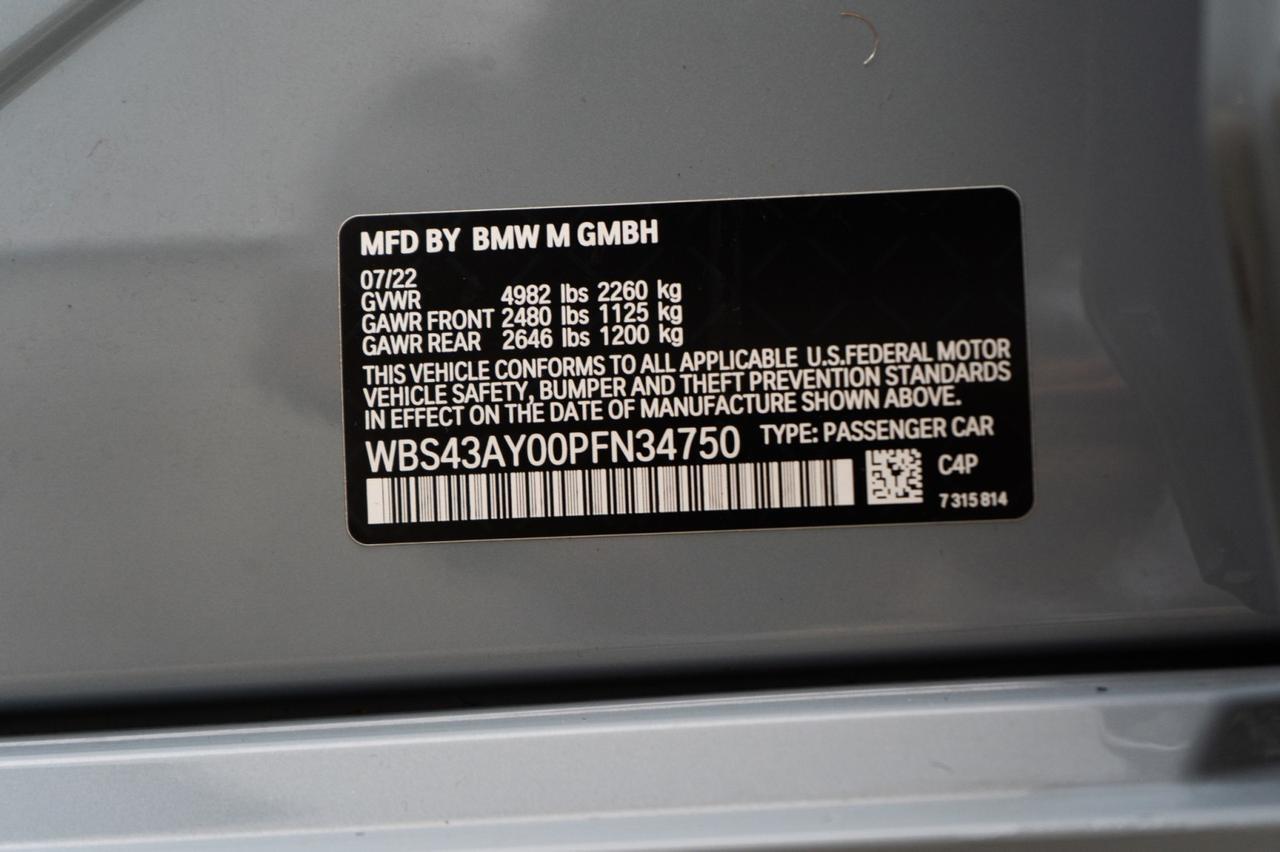 MFD BY BMW M GMBH
07/22
GVWR 4982 lbs 2260 kg
GAWR FRONT 2480 lbs 1125 kg
GAWR REAR 2646 lbs 1200 kg
THIS VEHICLE CONFORMS TO ALL APPLICABLE U.S.FEDERAL MOTOR
VEHICLE SAFETY, BUMPER AND THEFT PREVENTION STANDARDS
IN EFFECT ON THE DATE OF MANUFACTURE SHOWN ABOVE.
WBS43AY00PFN34750 TYPE: PASSENGER CAR
C4P
7 315 814